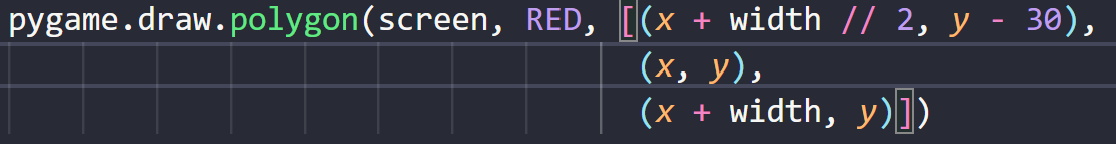 pygame.draw.polygon(screen, RED, [(x + width // 2, y - 30),
(x, y),
(x + width, y)])